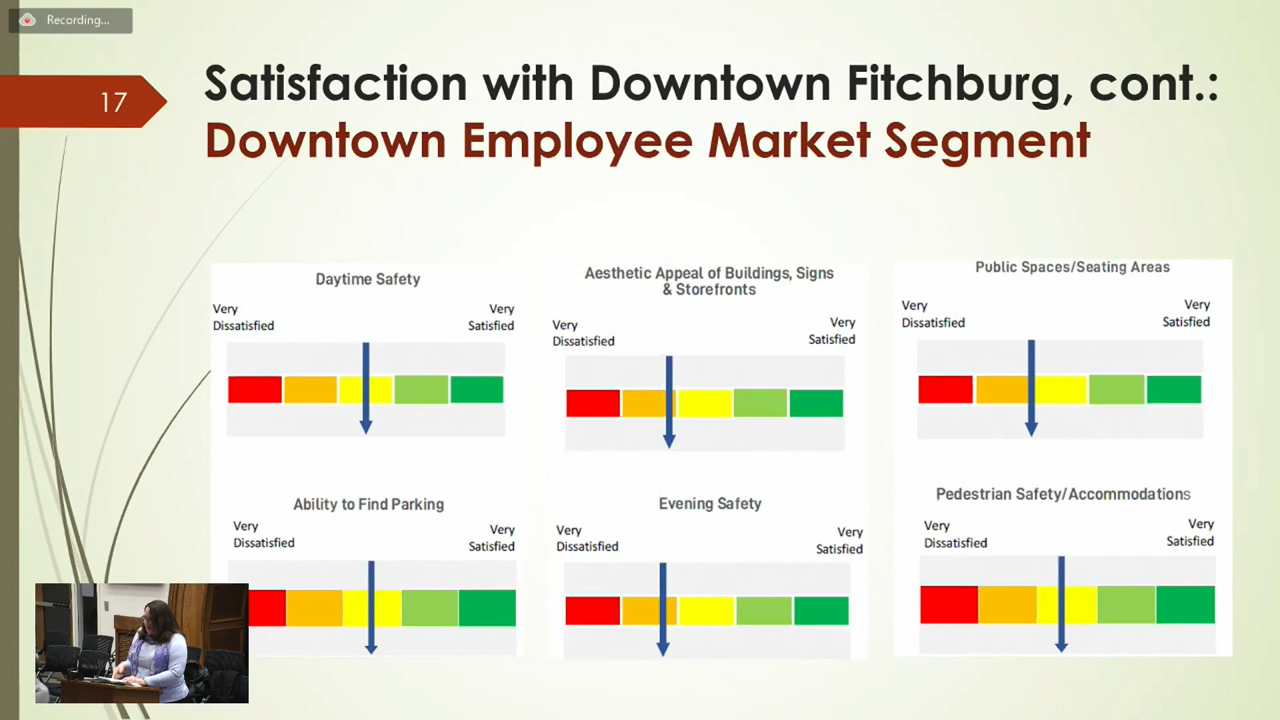 Recording...
17
Satisfaction with Downtown Fitchburg, cont.:
Downtown Employee Market Segment
Daytime Safety
Very
Dissatisfied
Very
Satisfied
Aesthetic Appeal of Buildings, Signs
& Storefronts
Very
Dissatisfied
Very
Satisfied
Public Spaces/Seating Areas
Very
Dissatisfied
Very
Satisfied
Ability to Find Parking
Very
Dissatisfied
Very
Satisfied
Evening Safety
Very
Dissatisfied
Very
Satisfied
Pedestrian Safety/Accommodations
Very
Dissatisfied
Very
Satisfied